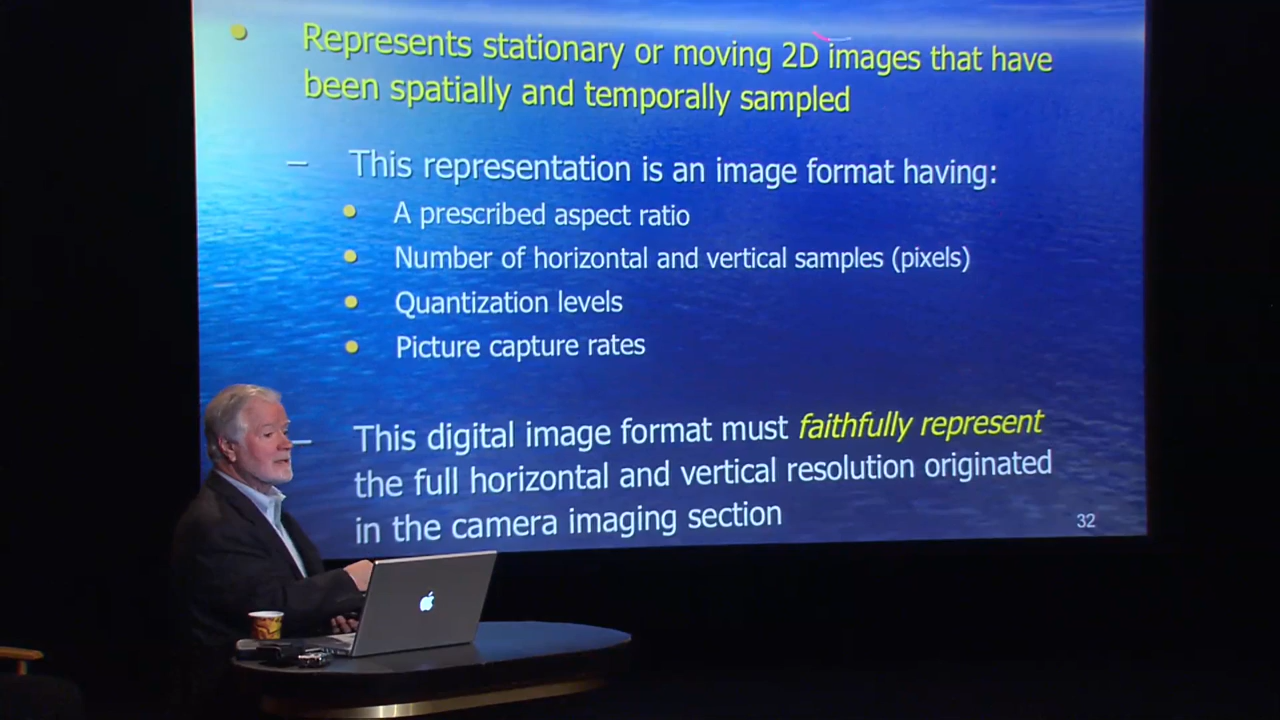 Represents stationary or moving 2D images that have
been spatially and temporally sampled
– This representation is an image format having:
A prescribed aspect ratio
Number of horizontal and vertical samples (pixels)
Quantization levels
Picture capture rates
– This digital image format must faithfully represent
the full horizontal and vertical resolution originated
in the camera imaging section
32